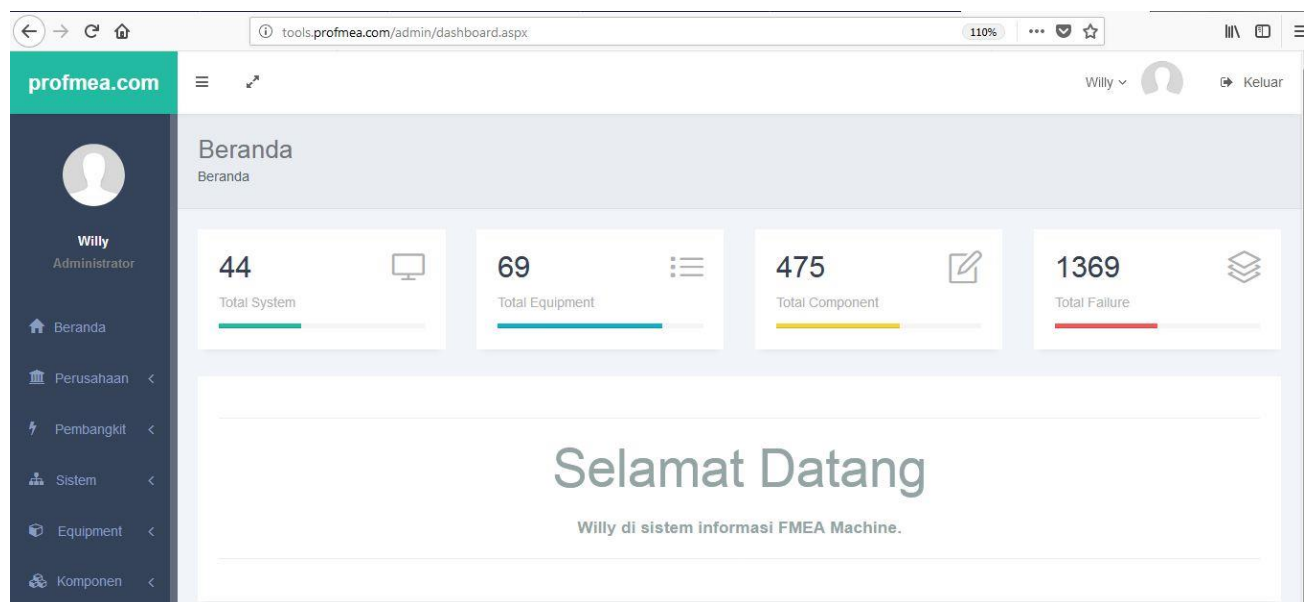 tools.profmea.com/admin/dashboard.aspx
110%
profmea.com
Willy
Keluar
Willy
Administrator
Beranda
Perusahaan
Pembangkit
Sistem
Equipment
Komponen
Beranda
Beranda
44
Total System
69
Total Equipment
475
Total Component
1369
Total Failure
Selamat Datang
Willy di sistem informasi FMEA Machine.